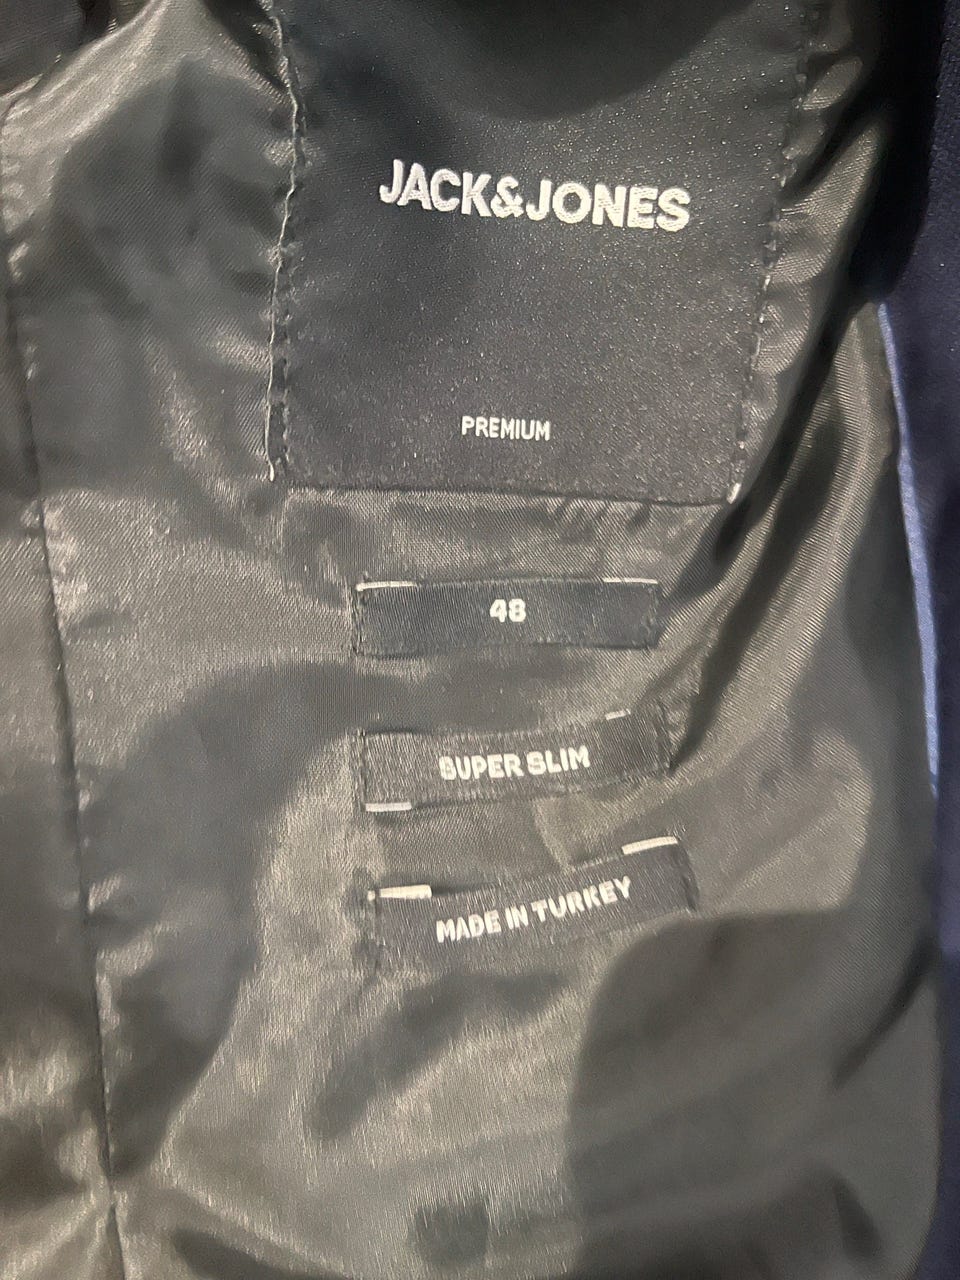 JACK&JONES
PREMIUM
48
SUPER SLIM
MADE IN TURKEY